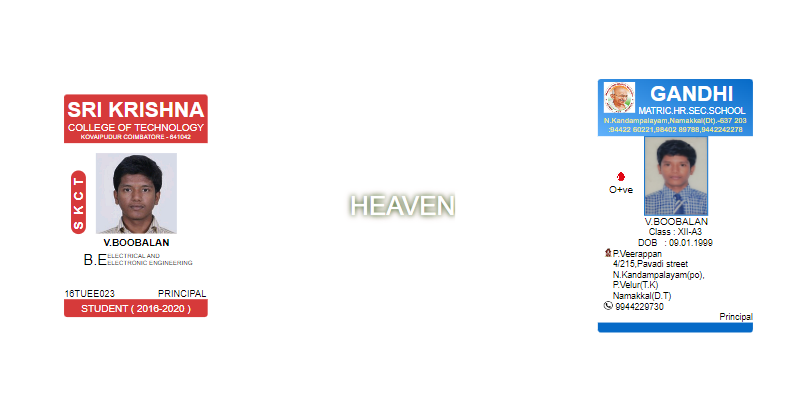 SRI KRISHNA
COLLEGE OF TECHNOLOGY
KOVAIPUDUR COIMBATORE - 641042
SKCT
V.BOOBALAN
B.E ELECTRICAL AND
ELECTRONIC ENGINEERING
16TUEE023 PRINCIPAL
STUDENT ( 2016-2020 )
HEAVEN
GANDHI
MATRIC.HR.SEC.SCHOOL
N.Kandampalayam,Namakkal(Dt),-637 203
:94422 60221,98402 89788,9442242278
O+ve
V.BOOBALAN
Class : XII-A3
DOB : 09.01.1999
P.Veerappan
4/215,Pavadi street
N.Kandampalayam(po),
P.Velur(T.K)
Namakkal(D.T)
9944229730
Principal